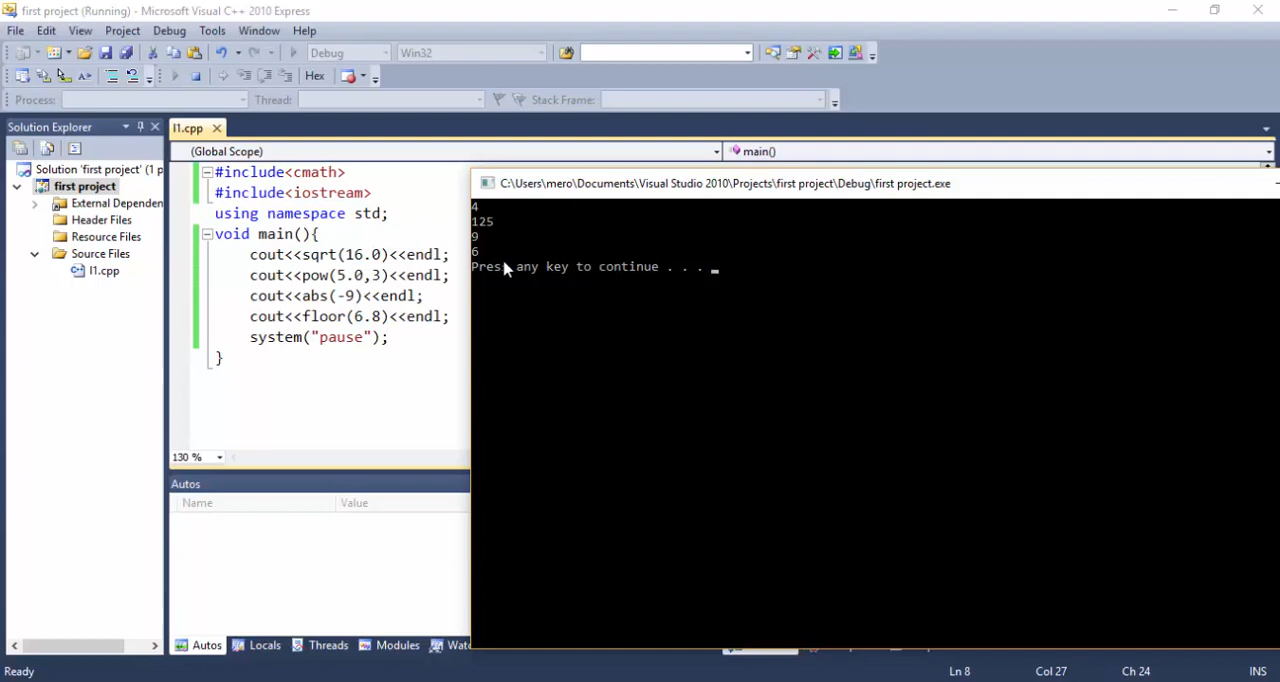 first project (Running) - Microsoft Visual C++ 2010 Express
File Edit View Project Debug Tools Window Help
Debug Win32
Hex
Process: Thread: Stack Frame:
Solution Explorer
l1.cpp
(Global Scope) main()
Solution 'first project' (1 p
first project
External Dependen
Header Files
Resource Files
Source Files
l1.cpp
#include<cmath>
#include<iostream>
using namespace std;
void main(){
cout<<sqrt(16.0)<<endl;
cout<<pow(5.0,3)<<endl;
cout<<abs(-9)<<endl;
cout<<floor(6.8)<<endl;
system("pause");
}
130 %
C:\Users\mero\Documents\Visual Studio 2010\Projects\first project\Debug\first project.exe
4
125
9
6
Press any key to continue . . .
Autos
Name Value
Autos Locals Threads Modules Watc
Ready Ln 8 Col 27 Ch 24 INS